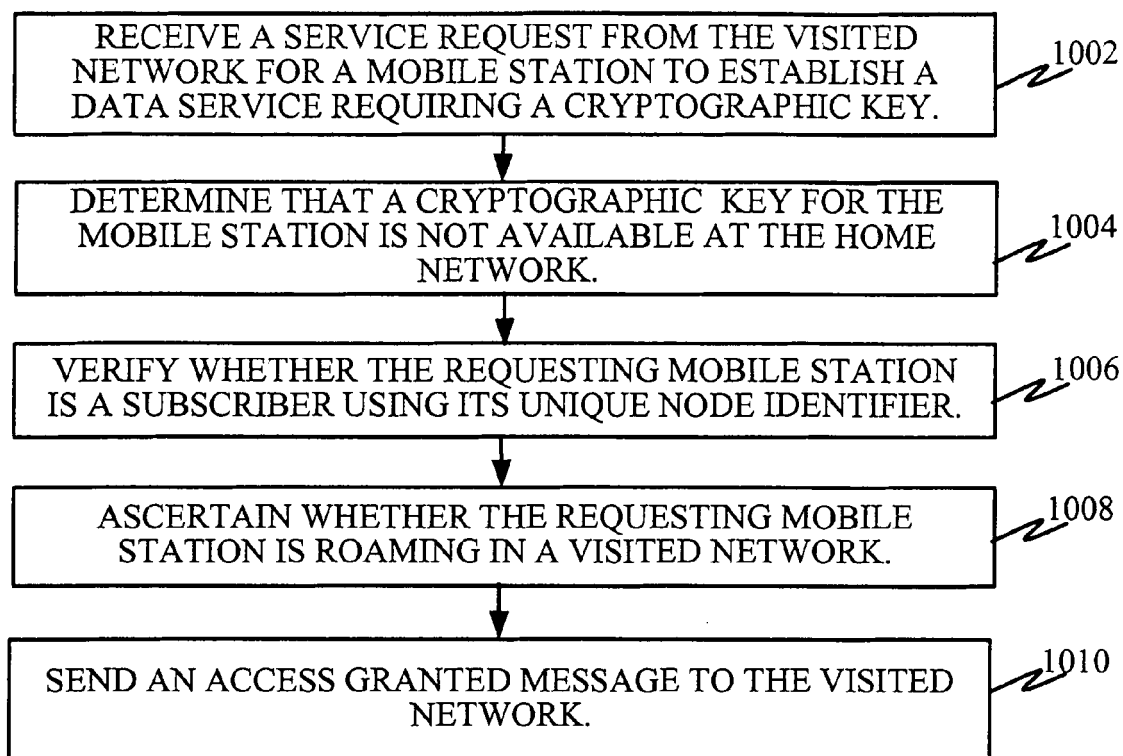 RECEIVE A SERVICE REQUEST FROM THE VISITED
NETWORK FOR A MOBILE STATION TO ESTABLISH A
DATA SERVICE REQUIRING A CRYPTOGRAPHIC KEY.
1002
DETERMINE THAT A CRYPTOGRAPHIC KEY FOR THE
MOBILE STATION IS NOT AVAILABLE AT THE HOME
NETWORK.
1004
VERIFY WHETHER THE REQUESTING MOBILE STATION
IS A SUBSCRIBER USING ITS UNIQUE NODE IDENTIFIER.
1006
ASCERTAIN WHETHER THE REQUESTING MOBILE
STATION IS ROAMING IN A VISITED NETWORK.
1008
SEND AN ACCESS GRANTED MESSAGE TO THE VISITED
NETWORK.
1010